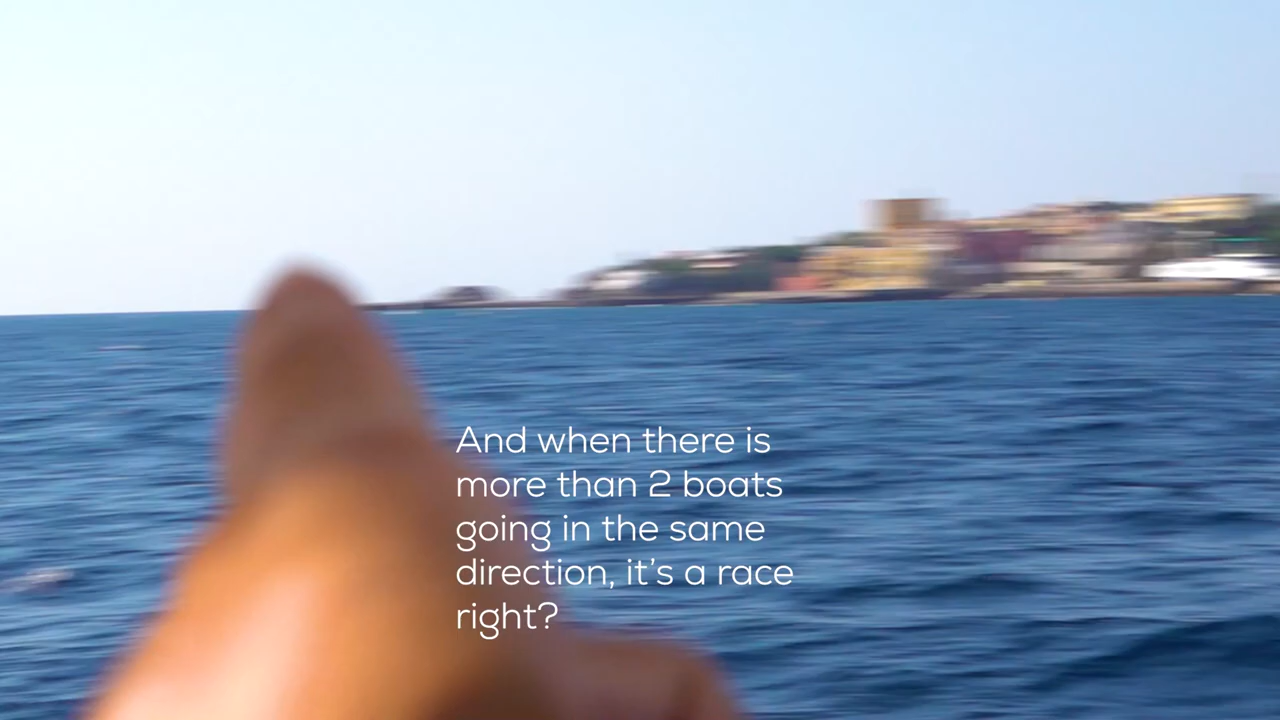 And when there is
more than 2 boats
going in the same
direction, it's a race
right?